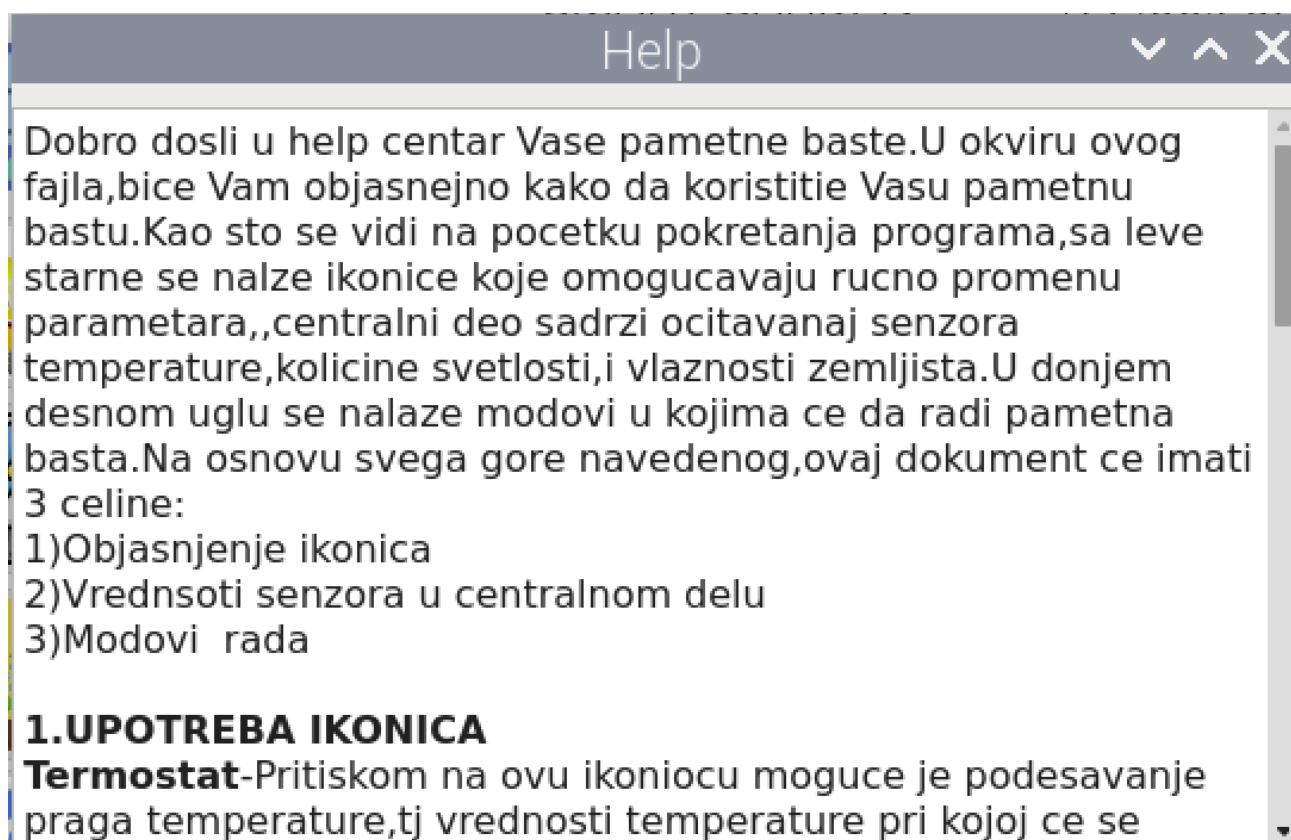 Help
Dobro dosli u help centar Vase pametne baste.U okviru ovog
fajla,bice Vam objasnejno kako da koristitie Vasu pametnu
bastu.Kao sto se vidi na pocetku pokretanja programa,sa leve
starne se nalze ikonice koje omogucavaju rucno promenu
parametara,,centralni deo sadrzi ocitavanaj senzora
temperature,kolicine svetlosti,i vlaznosti zemljista.U donjem
desnom uglu se nalaze modovi u kojima ce da radi pametna
basta.Na osnovu svega gore navedenog,ovaj dokument ce imati
3 celine:
1)Objasnjenje ikonica
2)Vrednsoti senzora u centralnom delu
3)Modovi  rada
1.UPOTREBA IKONICA
Termostat-Pritiskom na ovu ikoniocu moguce je podesavanje
praga temperature,tj vrednosti temperature pri kojoj ce se